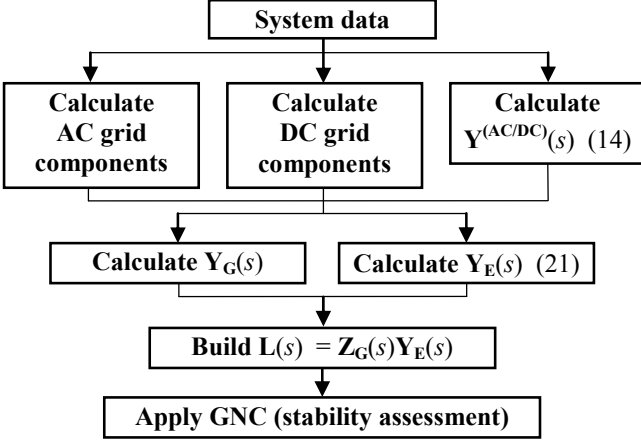 System data
Calculate
AC grid
components
Calculate
DC grid
components
Calculate
Y(AC/DC)(s) (14)
Calculate YG(s)
Calculate YE(s) (21)
Build L(s) = ZG(s)YE(s)
Apply GNC (stability assessment)